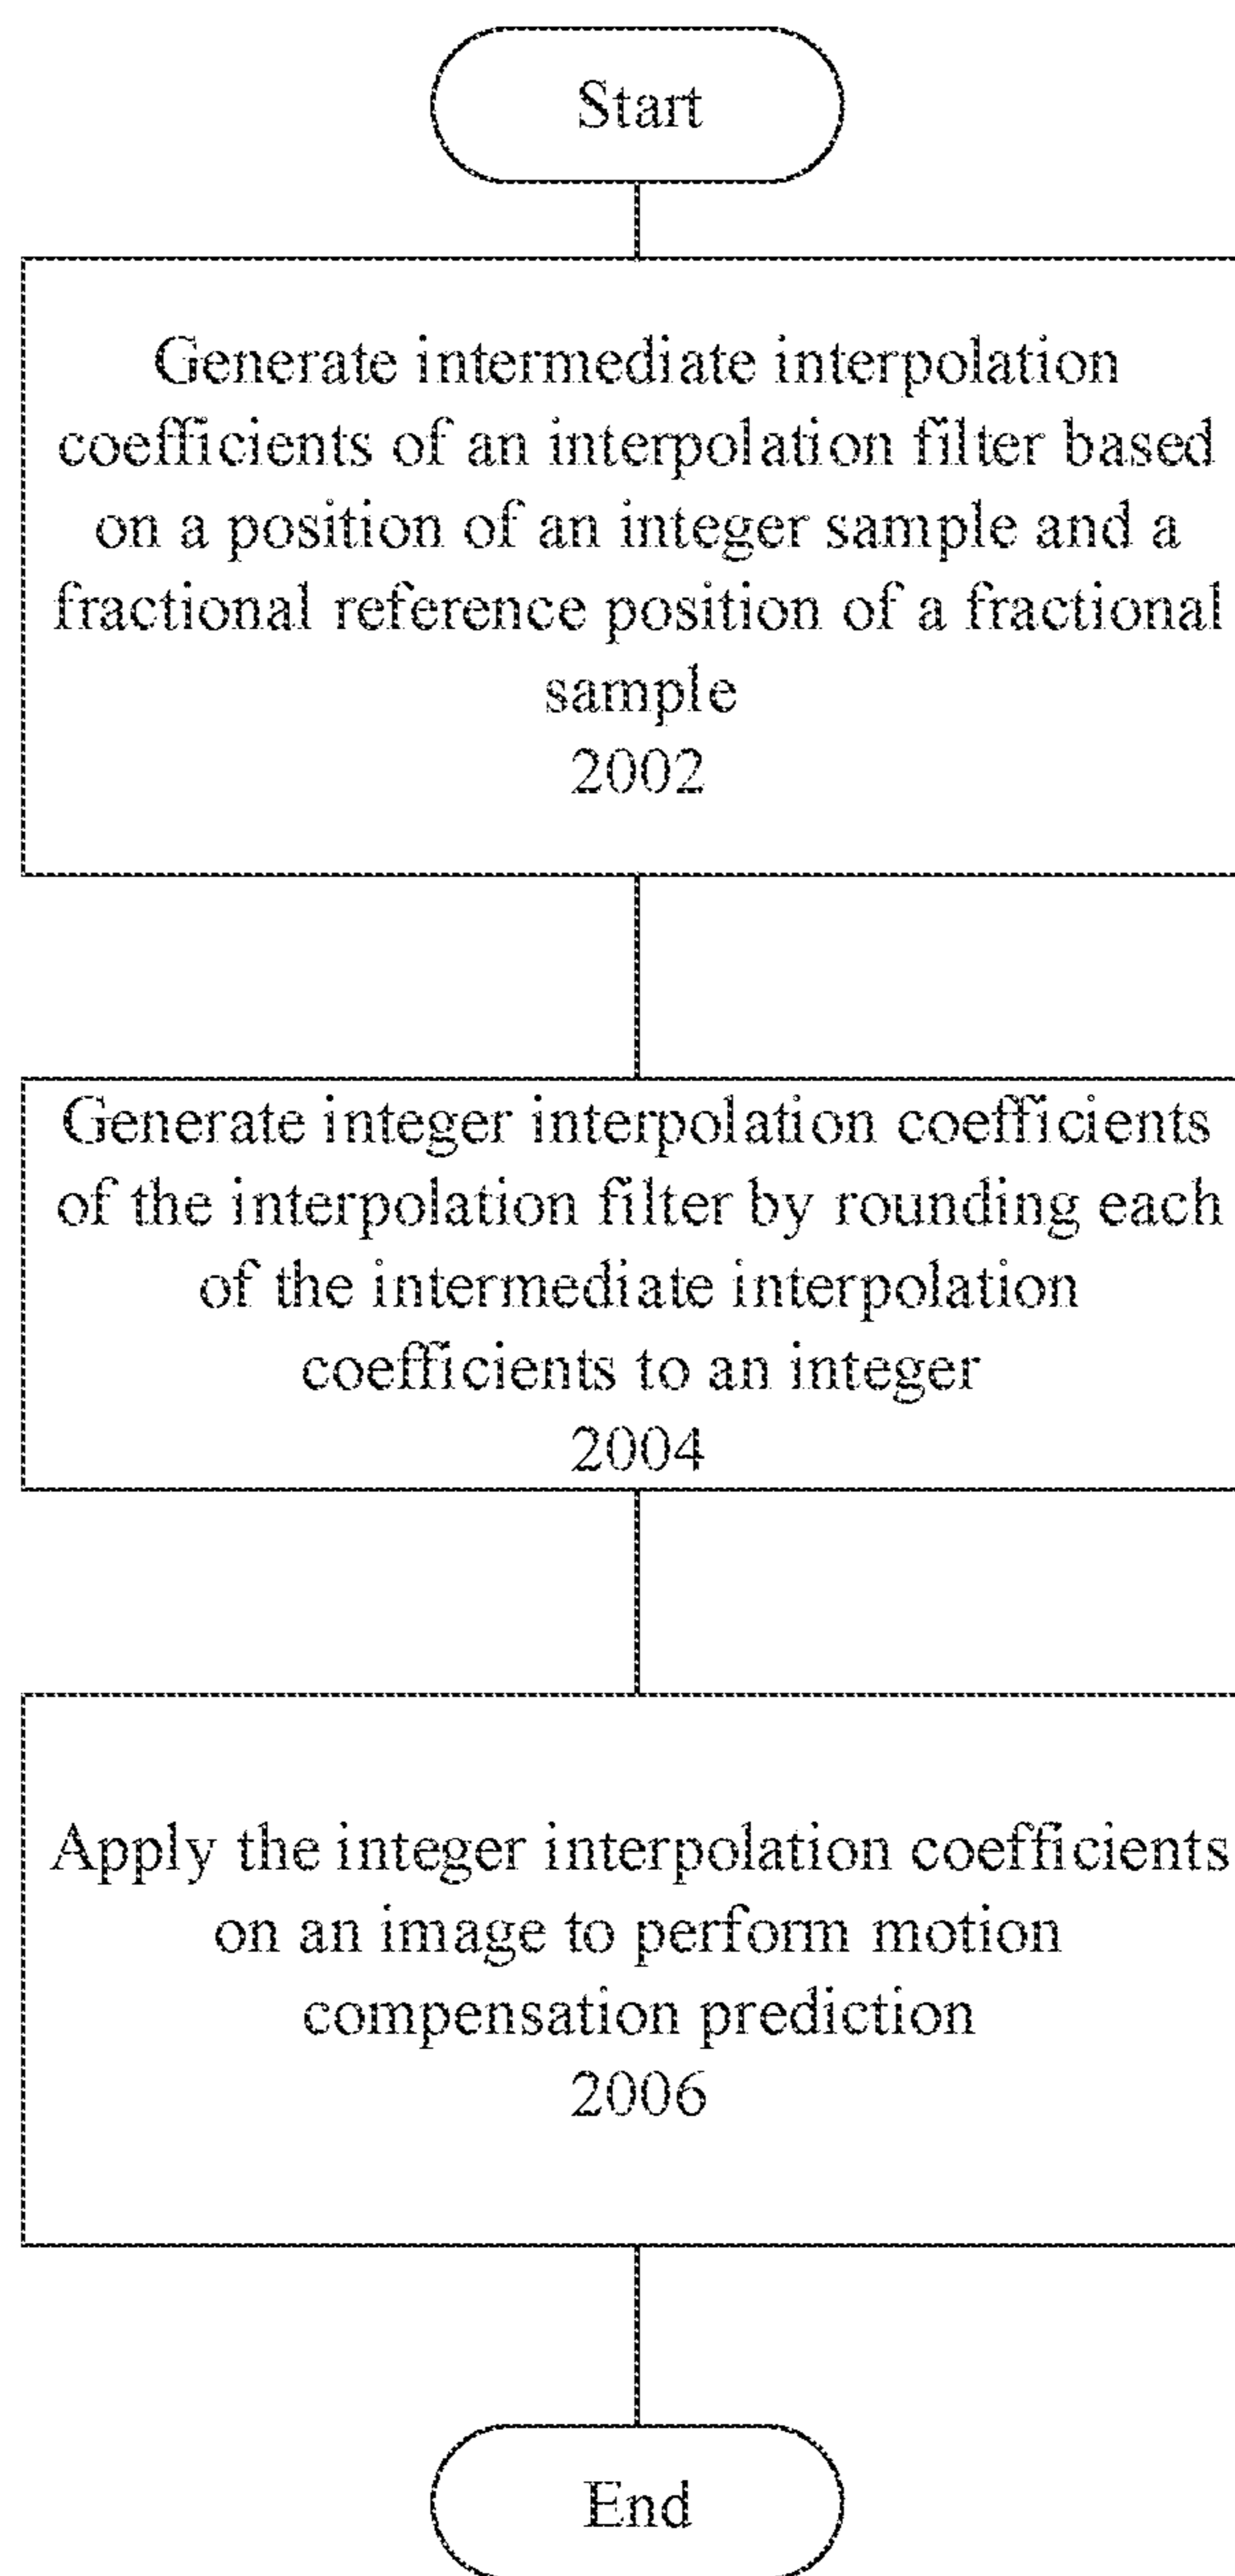 Start
Generate intermediate interpolation
coefficients of an interpolation filter based
on a position of an integer sample and a
fractional reference position of a fractional
sample
2002
Generate integer interpolation coefficients
of the interpolation filter by rounding each
of the intermediate interpolation
coefficients to an integer
2004
Apply the integer interpolation coefficients
on an image to perform motion
compensation prediction
2006
End